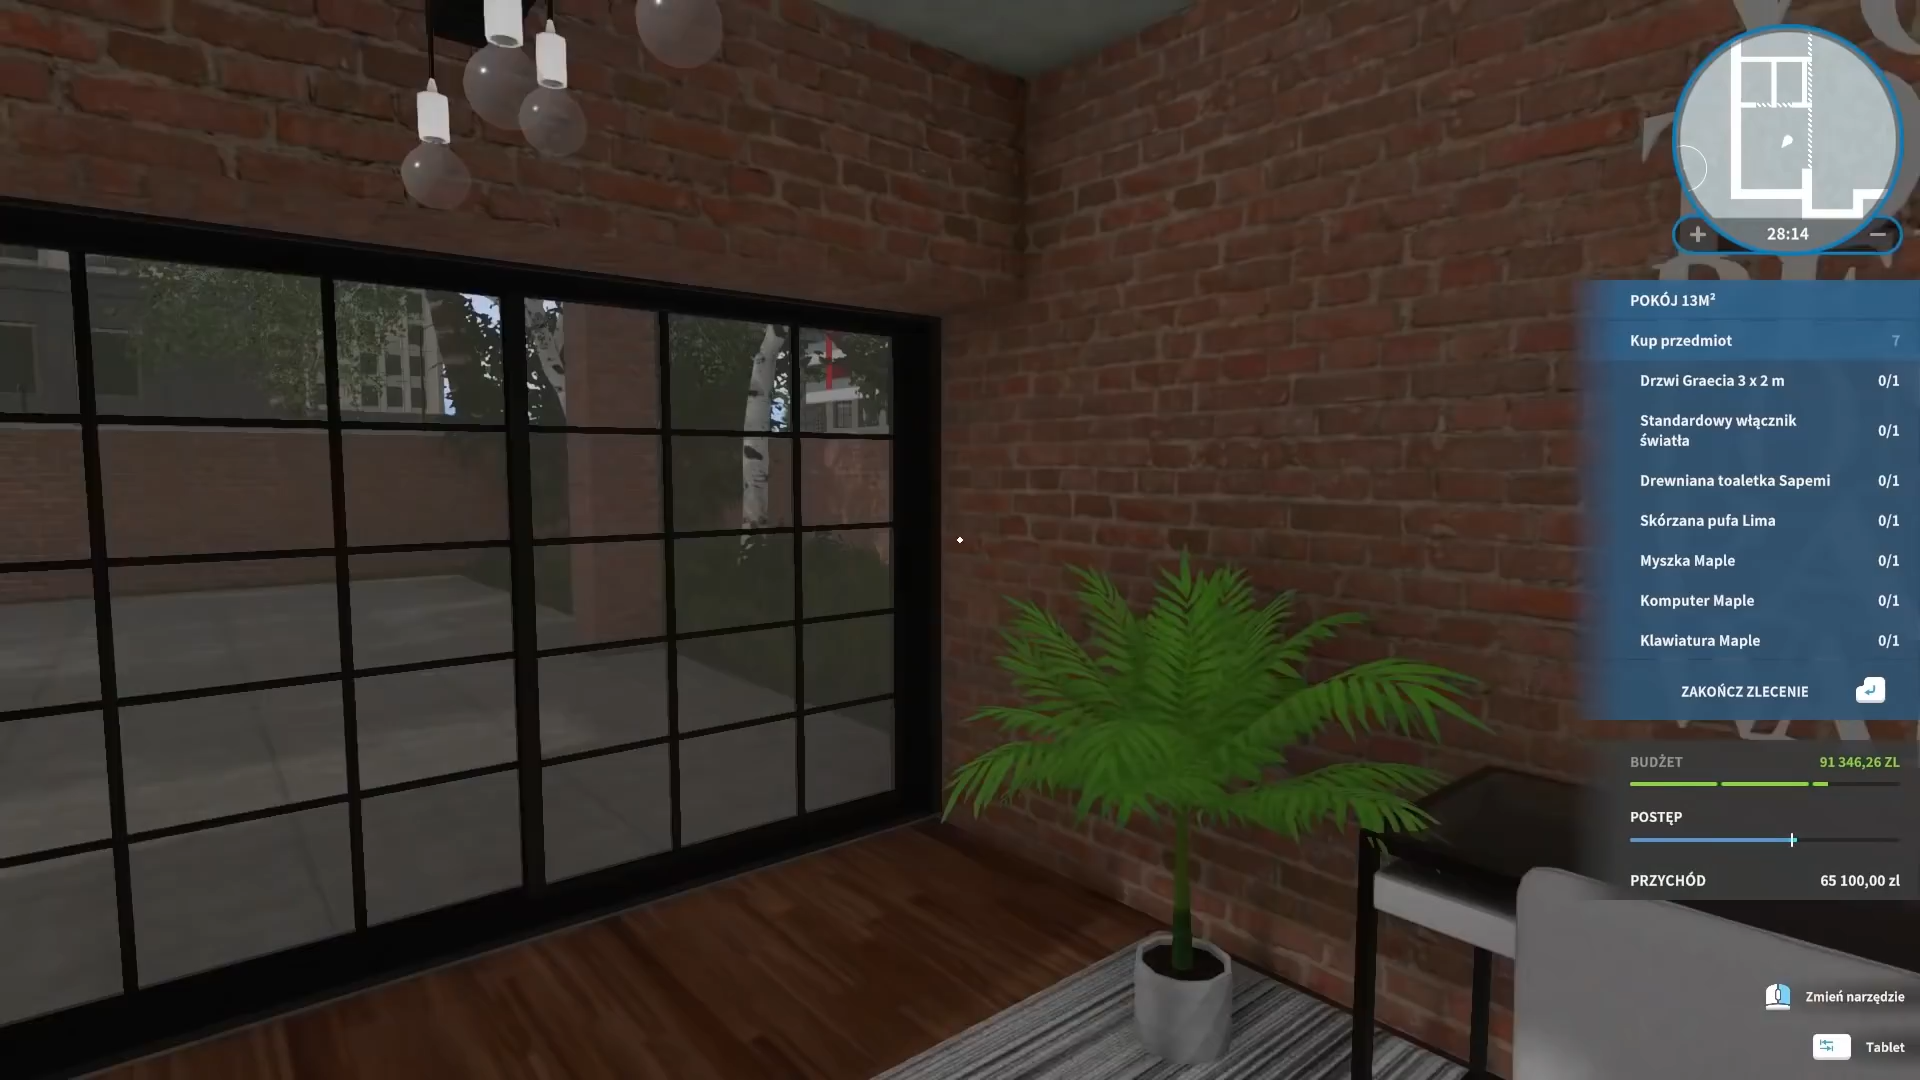 28:14
POKÓJ 13M²
Kup przedmiot 7
Drzwi Graecia 3 x 2 m 0/1
Standardowy włącznik
światła 0/1
Drewniana toaletka Sapemi 0/1
Skórzana pufa Lima 0/1
Myszka Maple 0/1
Komputer Maple 0/1
Klawiatura Maple 0/1
ZAKOŃCZ ZLECENIE
BUDŻET 91 346,26 ZL
POSTĘP
PRZYCHÓD 65 100,00 zl
Zmień narzędzie
Tablet